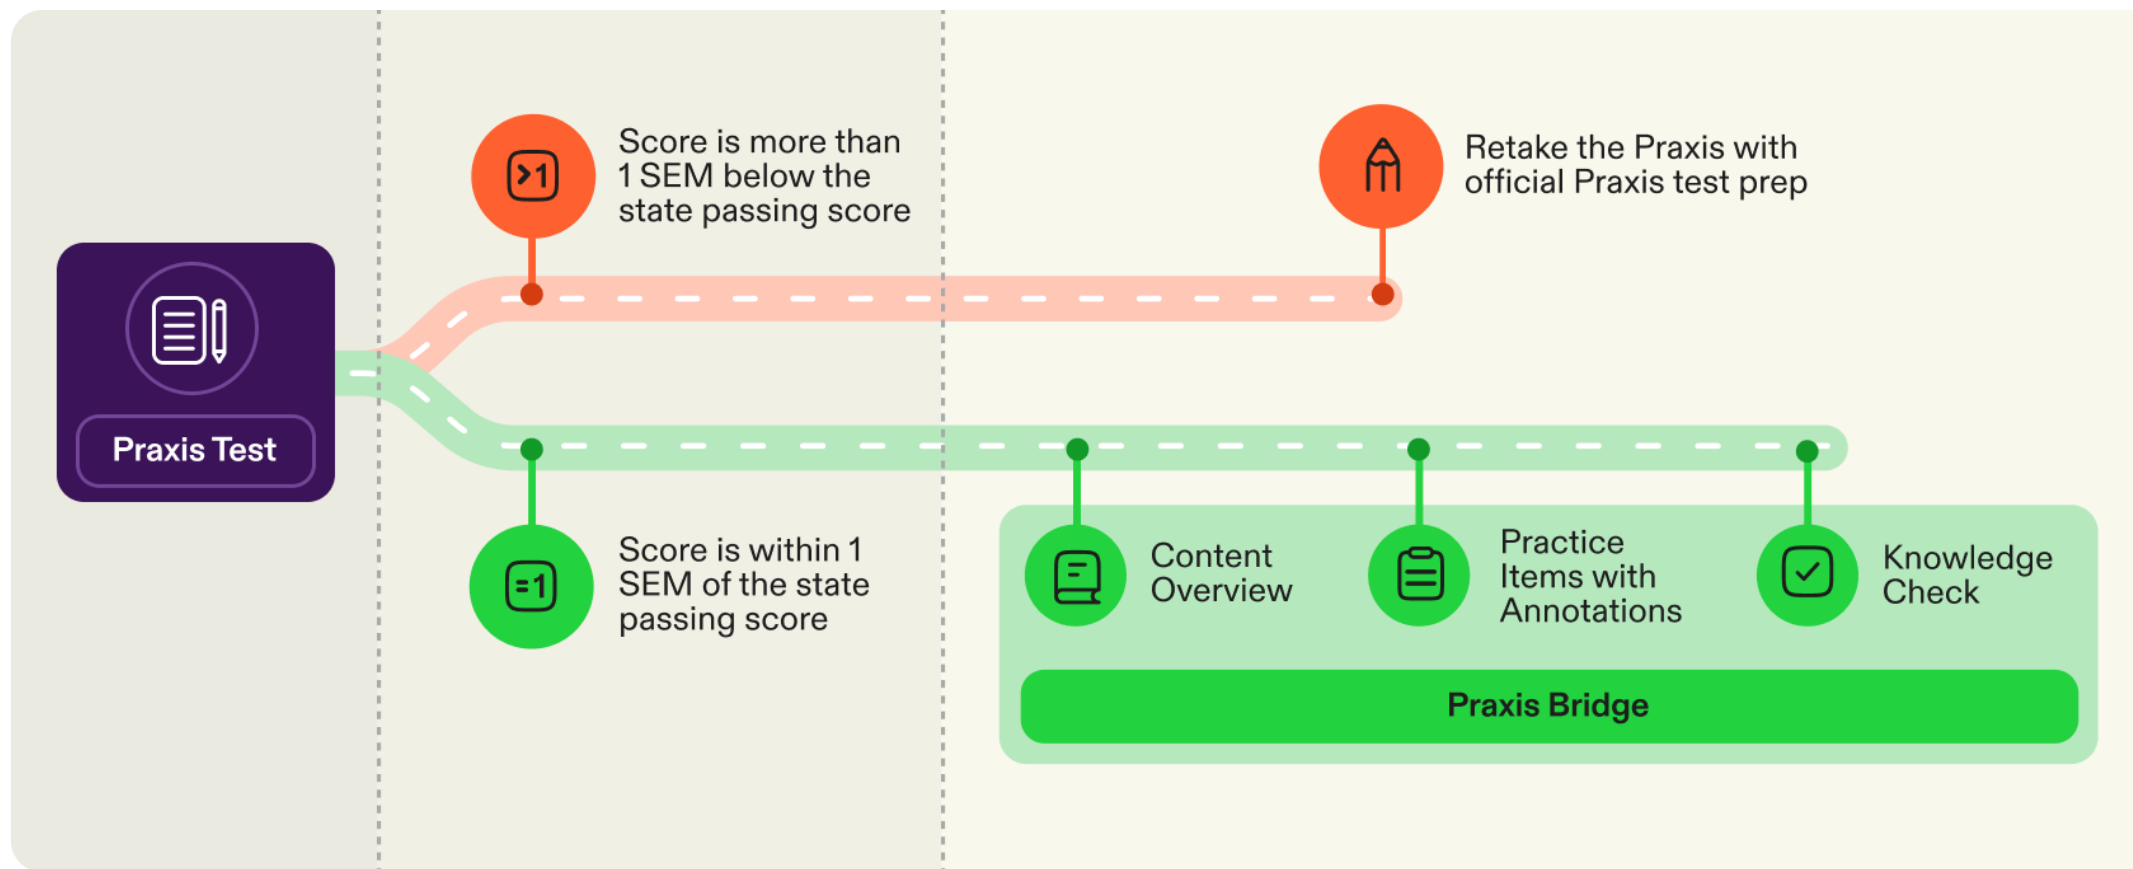 Praxis Test
>1
Score is more than
1 SEM below the
state passing score
Retake the Praxis with
official Praxis test prep
=1
Score is within 1
SEM of the state
passing score
Content
Overview
Practice
Items with
Annotations
Knowledge
Check
Praxis Bridge